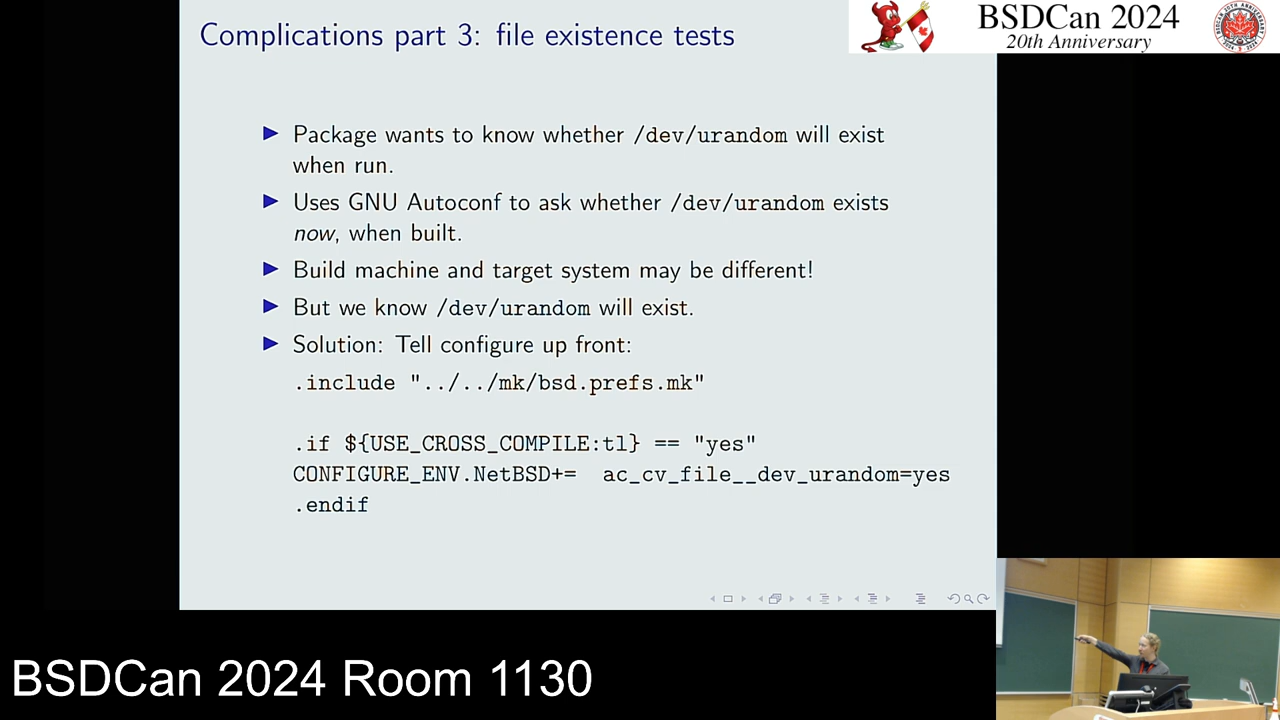 Complications part 3: file existence tests
BSDCan 2024
20th Anniversary
Package wants to know whether /dev/urandom will exist
when run.
Uses GNU Autoconf to ask whether /dev/urandom exists
now, when built.
Build machine and target system may be different!
But we know /dev/urandom will exist.
Solution: Tell configure up front:
.include "../../mk/bsd.prefs.mk"
.if ${USE_CROSS_COMPILE:tl} == "yes"
CONFIGURE_ENV.NetBSD+= ac_cv_file__dev_urandom=yes
.endif
BSDCan 2024 Room 1130